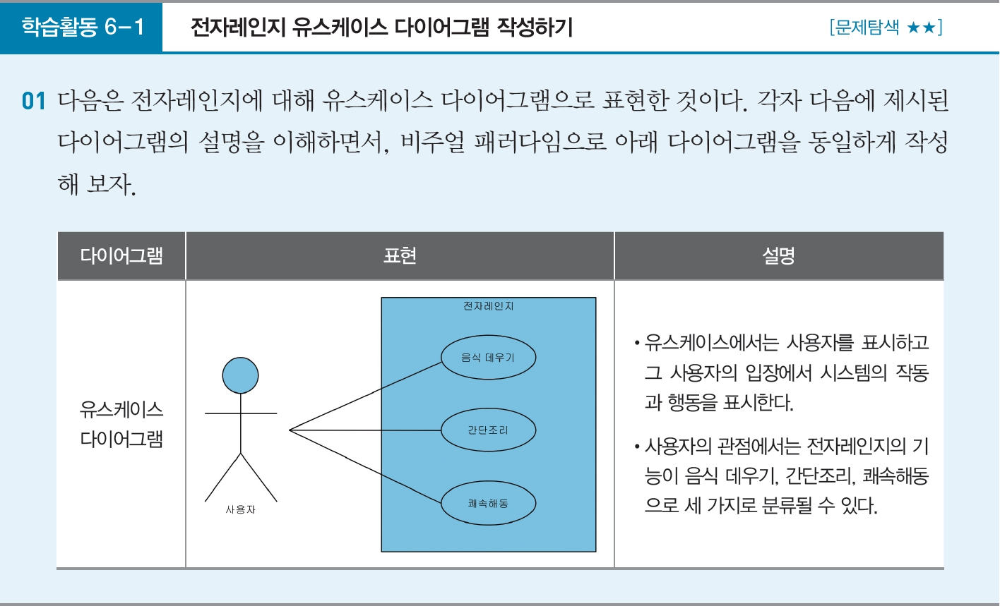 학습활동 6-1
전자레인지 유스케이스 다이어그램 작성하기
[문제탐색 ★★]
01 다음은 전자레인지에 대해 유스케이스 다이어그램으로 표현한 것이다. 각자 다음에 제시된
다이어그램의 설명을 이해하면서, 비주얼 패러다임으로 아래 다이어그램을 동일하게 작성
해 보자.
다이어그램
표현
설명
유스케이스
다이어그램
사용자
전자레인지
음식 데우기
간단조리
쾌속해동
• 유스케이스에서는 사용자를 표시하고
그 사용자의 입장에서 시스템의 작동
과 행동을 표시한다.
• 사용자의 관점에서는 전자레인지의 기
능이 음식 데우기, 간단조리, 쾌속해동
으로 세 가지로 분류될 수 있다.